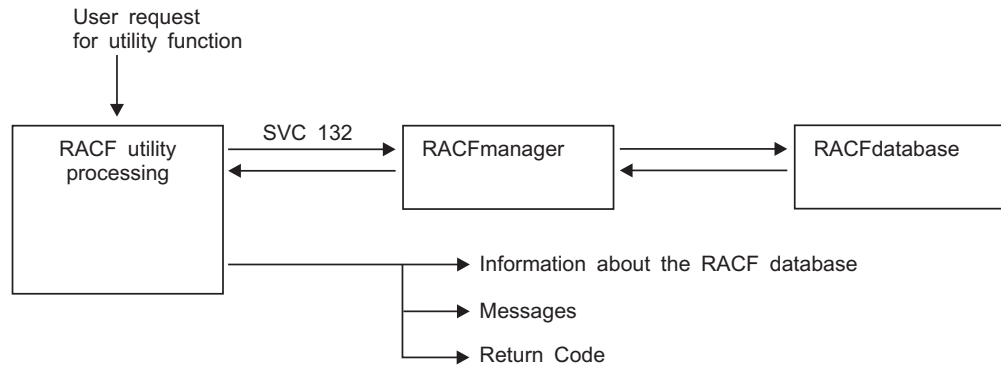 User request
for utility function
SVC 132
RACF utility
processing
RACFmanager
RACFdatabase
Information about the RACF database
Messages
Return Code